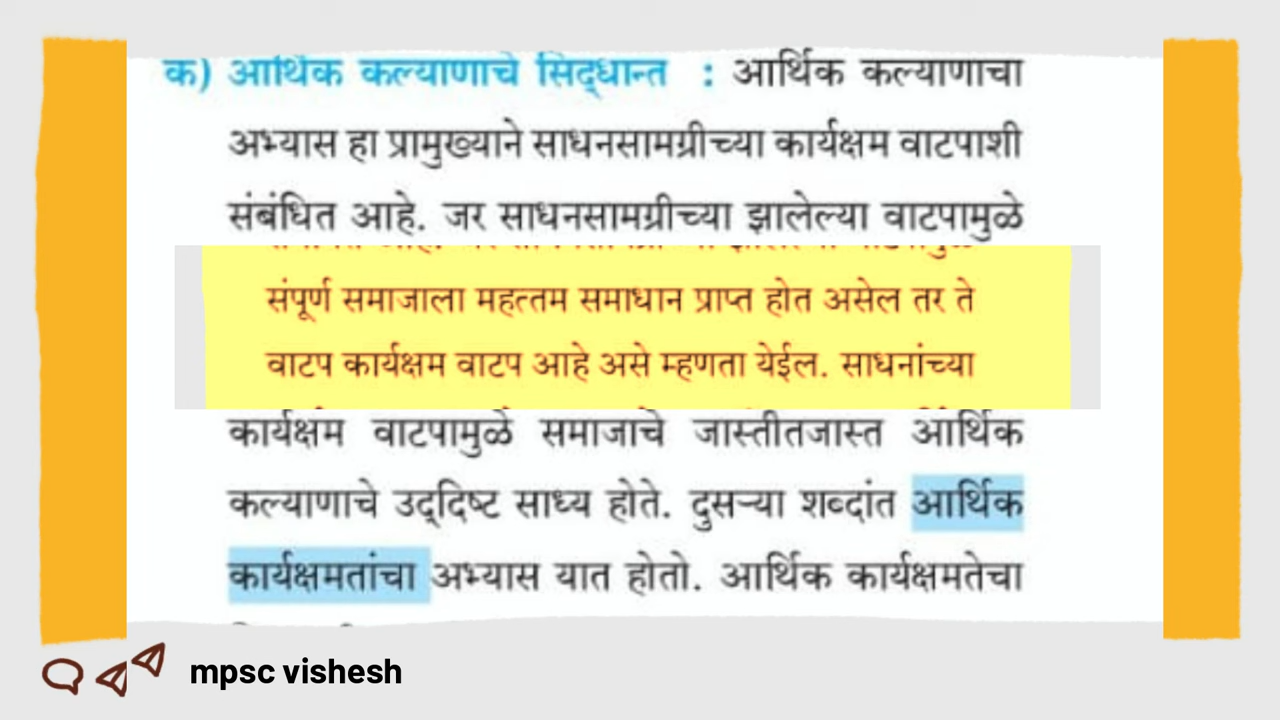 क) आर्थिक कल्याणाचे सिद्धान्त : आर्थिक कल्याणाचा
अभ्यास हा प्रामुख्याने साधनसामग्रीच्या कार्यक्षम वाटपाशी
संबंधित आहे. जर साधनसामग्रीच्या झालेल्या वाटपामुळे
संपूर्ण समाजाला महत्तम समाधान प्राप्त होत असेल तर ते
वाटप कार्यक्षम वाटप आहे असे म्हणता येईल. साधनांच्या
कार्यक्षम वाटपामुळे समाजाचे जास्तीतजास्त आर्थिक
कल्याणाचे उद्दिष्ट साध्य होते. दुसऱ्या शब्दांत आर्थिक
कार्यक्षमतांचा अभ्यास यात होतो. आर्थिक कार्यक्षमतेचा
mpsc vishesh